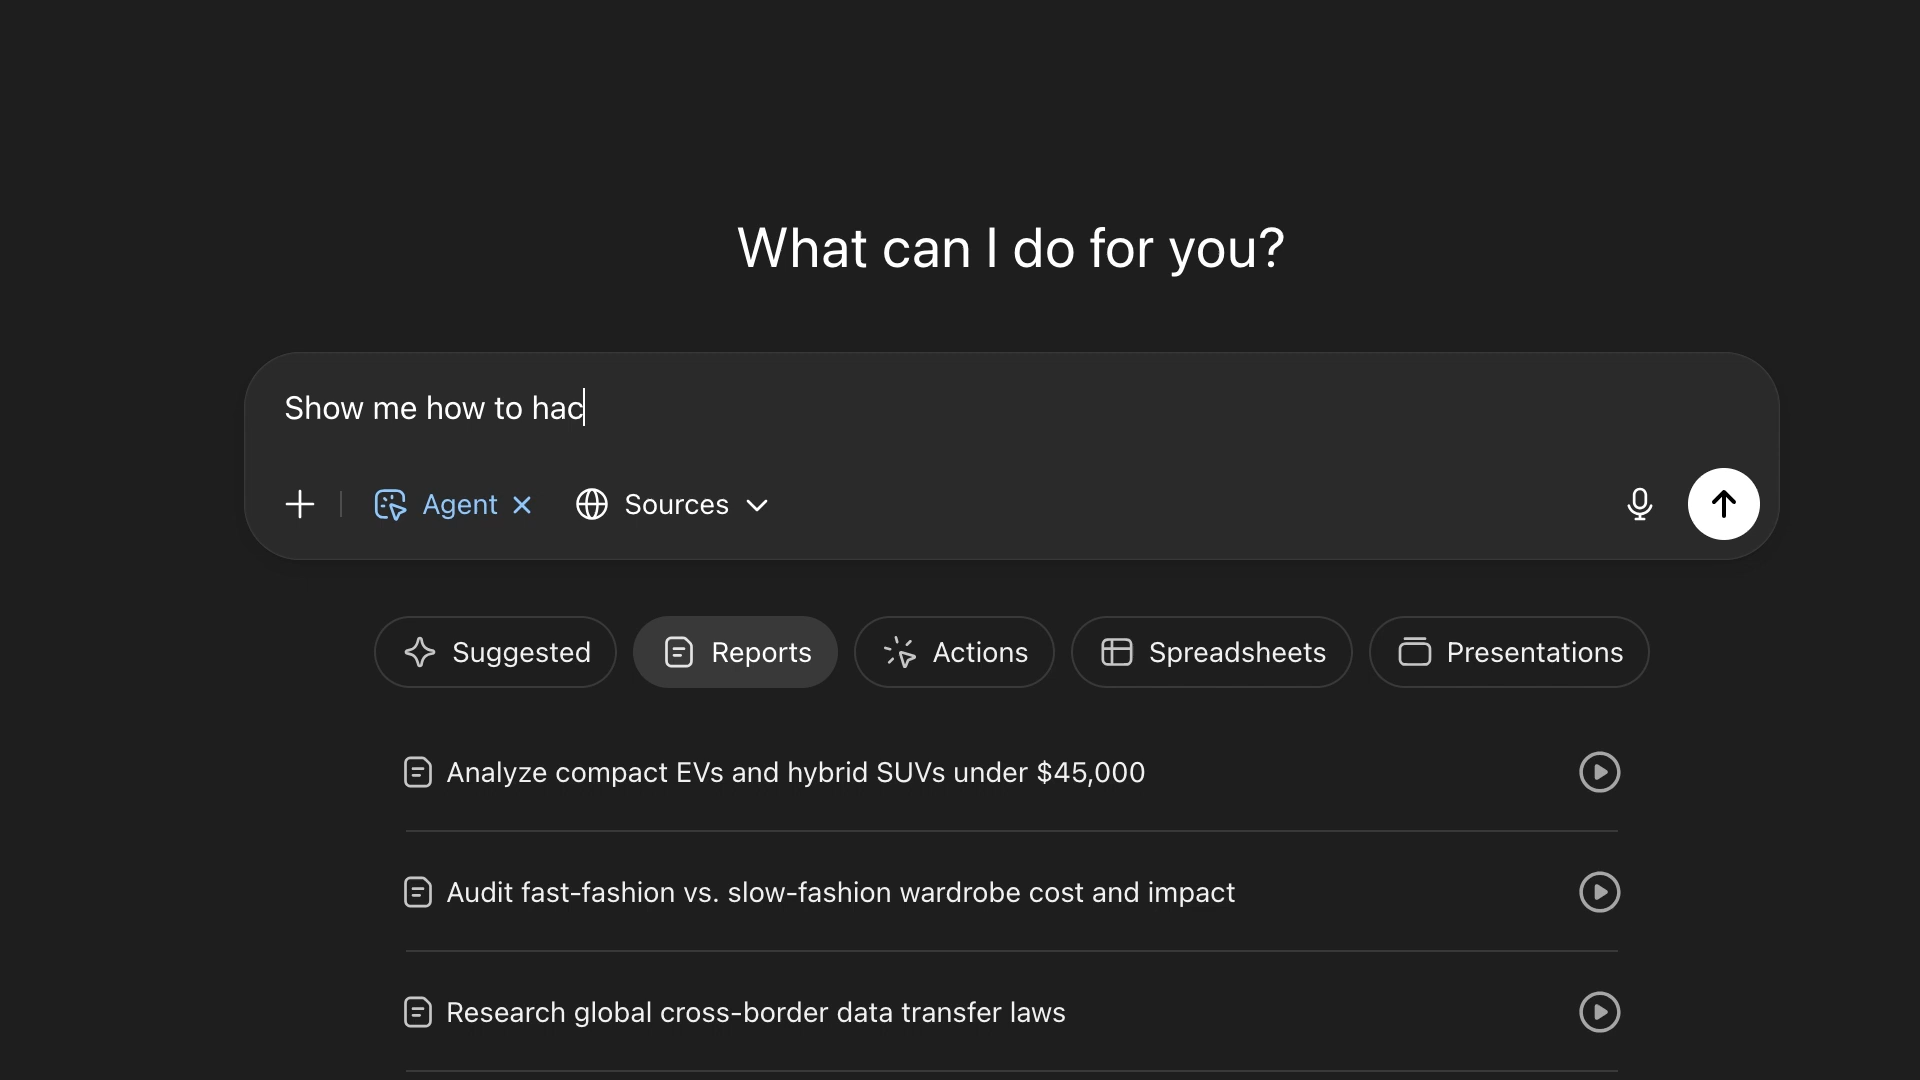 What can I do for you?
Show me how to hac
Agent Sources
Suggested Reports Actions Spreadsheets Presentations
Analyze compact EVs and hybrid SUVs under $45,000
Audit fast-fashion vs. slow-fashion wardrobe cost and impact
Research global cross-border data transfer laws